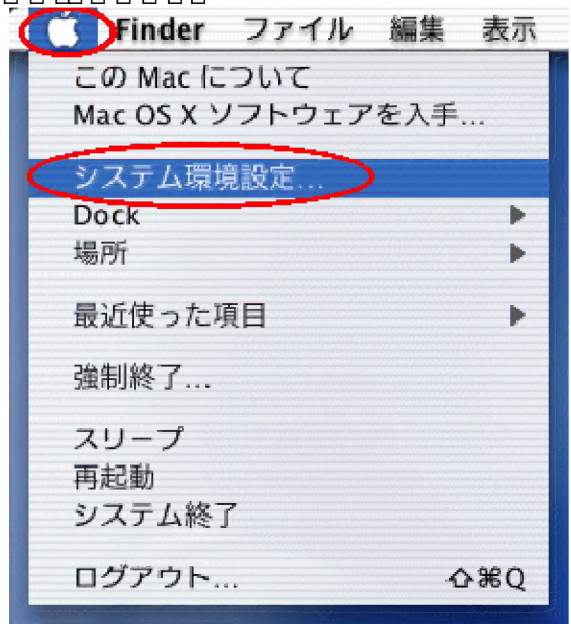 Finder ファイル 編集 表示
この Mac について
Mac OS X ソフトウェアを入手...
システム環境設定...
Dock
場所
最近使った項目
強制終了...
スリープ
再起動
システム終了
ログアウト... ⇧⌘Q